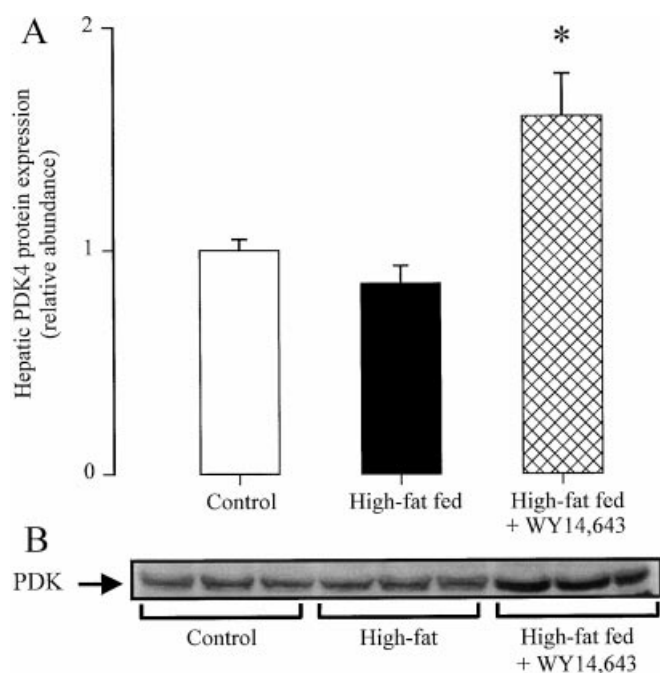 A
2
*
Hepatic PDK4 protein expression
(relative abundance)
1
0
Control
High-fat fed
High-fat fed
+ WY14,643
B
PDK
Control
High-fat
High-fat fed
+ WY14,643